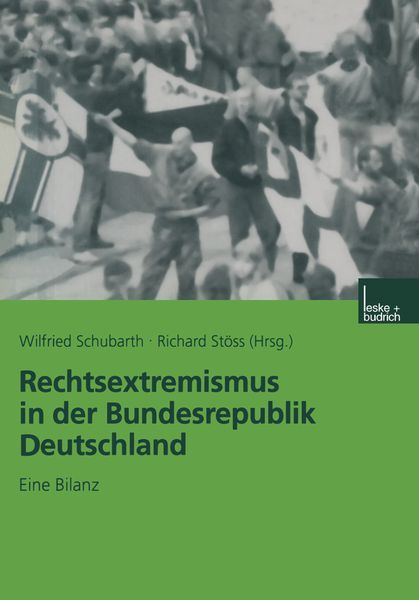 leske +
budrich
Wilfried Schubarth · Richard Stöss (Hrsg.)
Rechtsextremismus
in der Bundesrepublik
Deutschland
Eine Bilanz